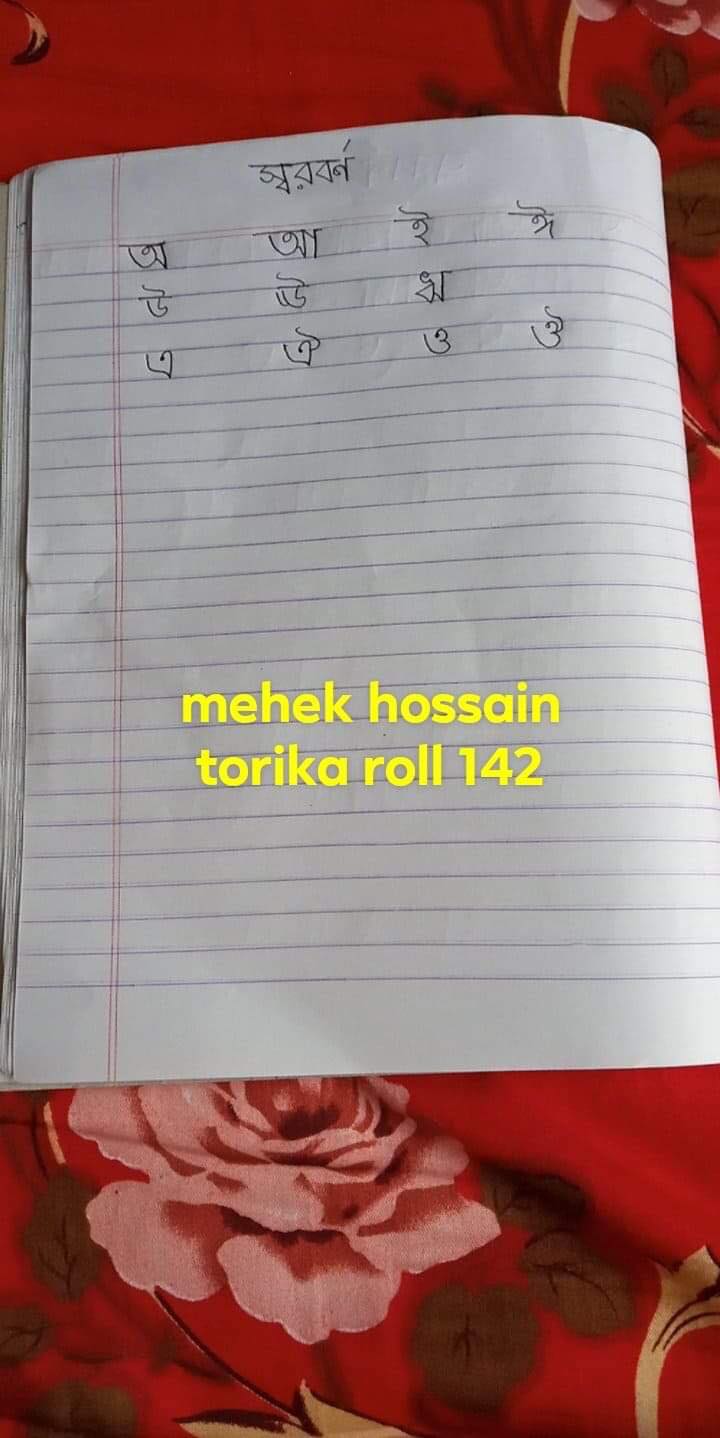 স্বরবর্ন
অ আ ই ঈ
উ ঊ ঋ
এ ঐ ও ঔ
mehek hossain
torika roll 142